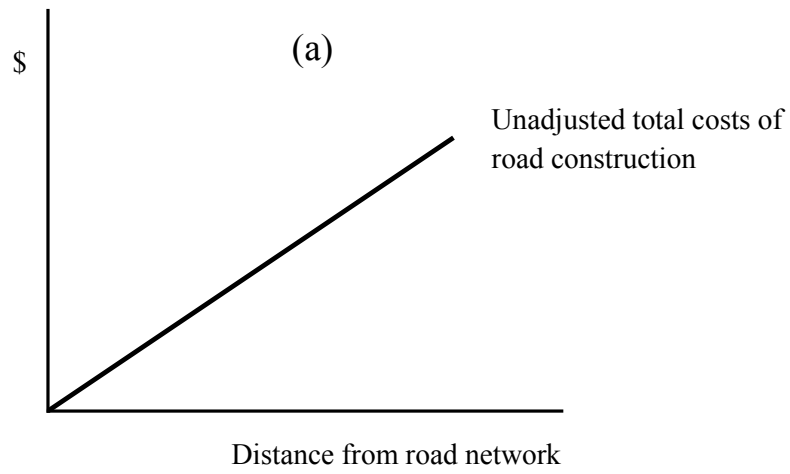 (a)
$
Unadjusted total costs of
road construction
Distance from road network